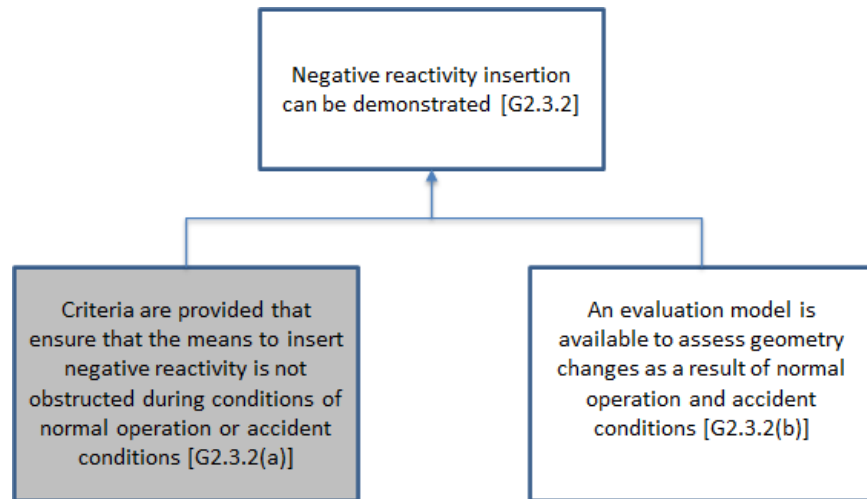 Negative reactivity insertion
can be demonstrated [G2.3.2]
Criteria are provided that
ensure that the means to insert
negative reactivity is not
obstructed during conditions of
normal operation or accident
conditions [G2.3.2(a)]
An evaluation model is
available to assess geometry
changes as a result of normal
operation and accident
conditions [G2.3.2(b)]